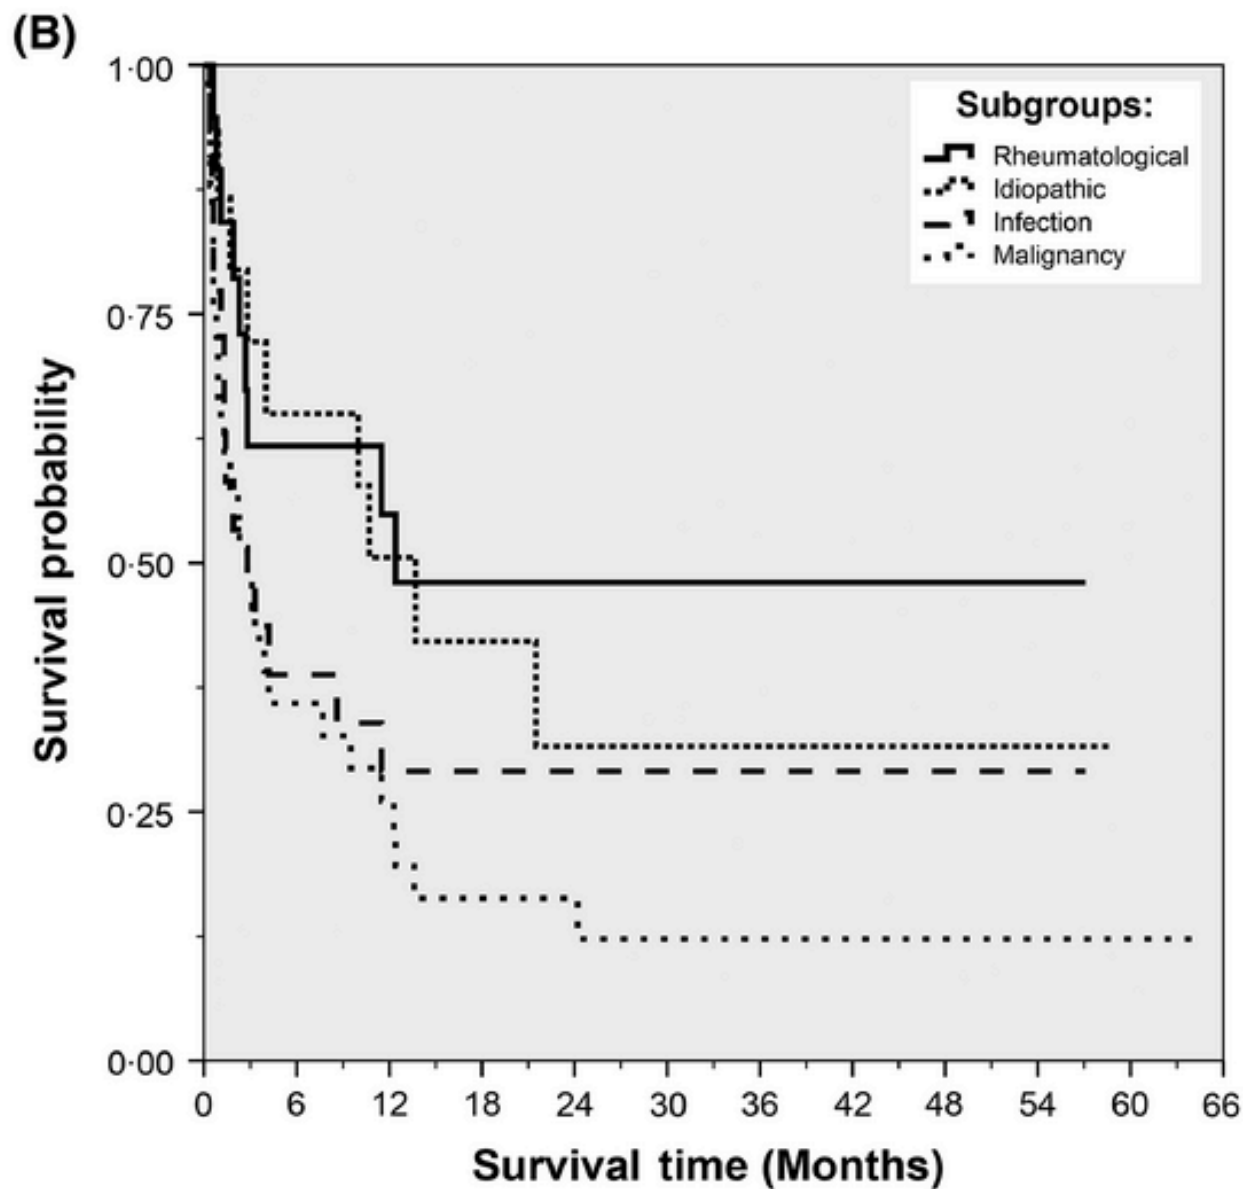 (B)
1·00
0·75
0·50
0·25
0·00
Survival probability
Subgroups:
Rheumatological
Idiopathic
Infection
Malignancy
0 6 12 18 24 30 36 42 48 54 60 66
Survival time (Months)